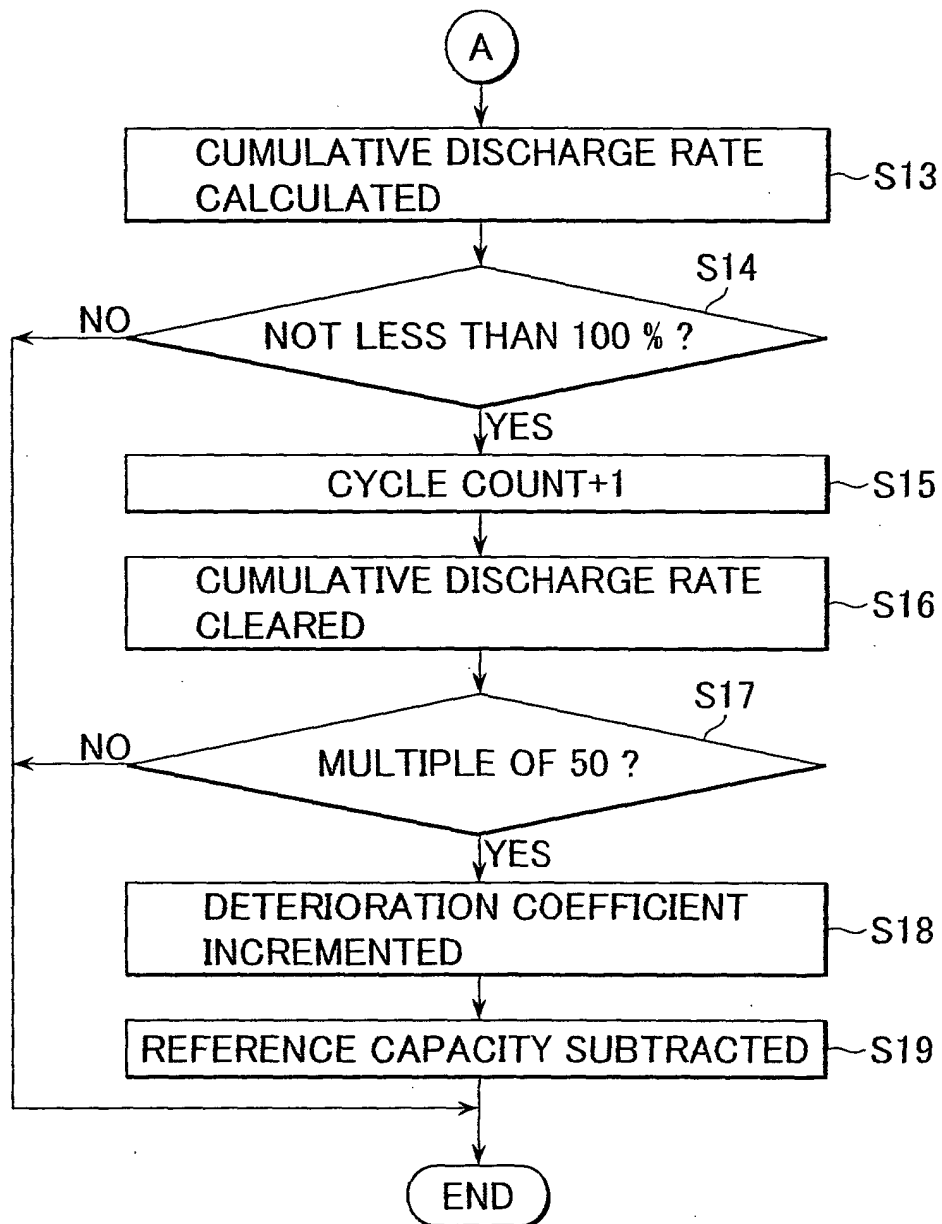 A
CUMULATIVE DISCHARGE RATE
CALCULATED
S13
S14
NO
NOT LESS THAN 100 % ?
YES
CYCLE COUNT+1
S15
CUMULATIVE DISCHARGE RATE
CLEARED
S16
S17
NO
MULTIPLE OF 50 ?
YES
DETERIORATION COEFFICIENT
INCREMENTED
S18
REFERENCE CAPACITY SUBTRACTED
S19
END